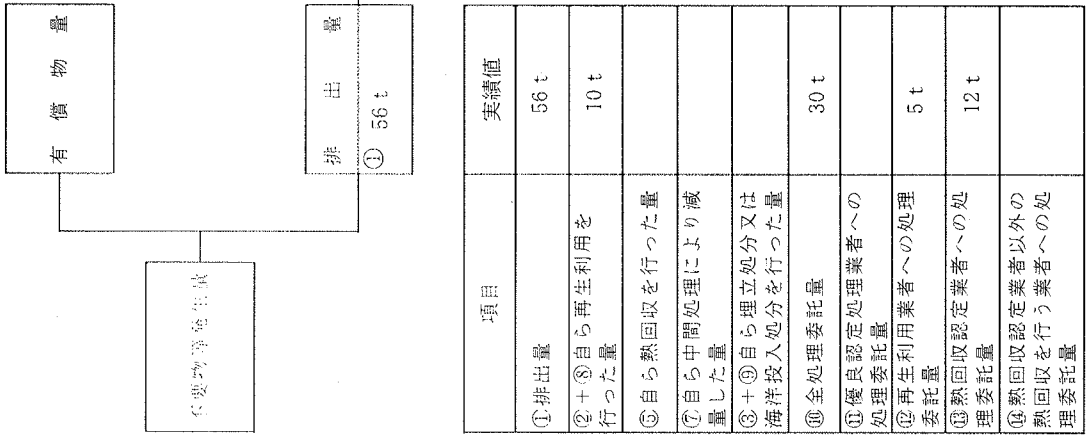 有償物量
不要物等発生量
排出量
① 56 t
項目
実績値
①排出量
56 t
②+⑧自ら再生利用を
行った量
10 t
⑤自ら熱回収を行った量
⑦自ら中間処理により減
量した量
③+⑨自ら埋立処分又は
海洋投入処分を行った量
⑩全処理委託量
30 t
⑪優良認定処理業者への
処理委託量
⑫再生利用業者への処理
委託量
5 t
⑬熱回収認定業者への処
理委託量
12 t
⑭熱回収認定業者以外の
熱回収を行う業者への処
理委託量